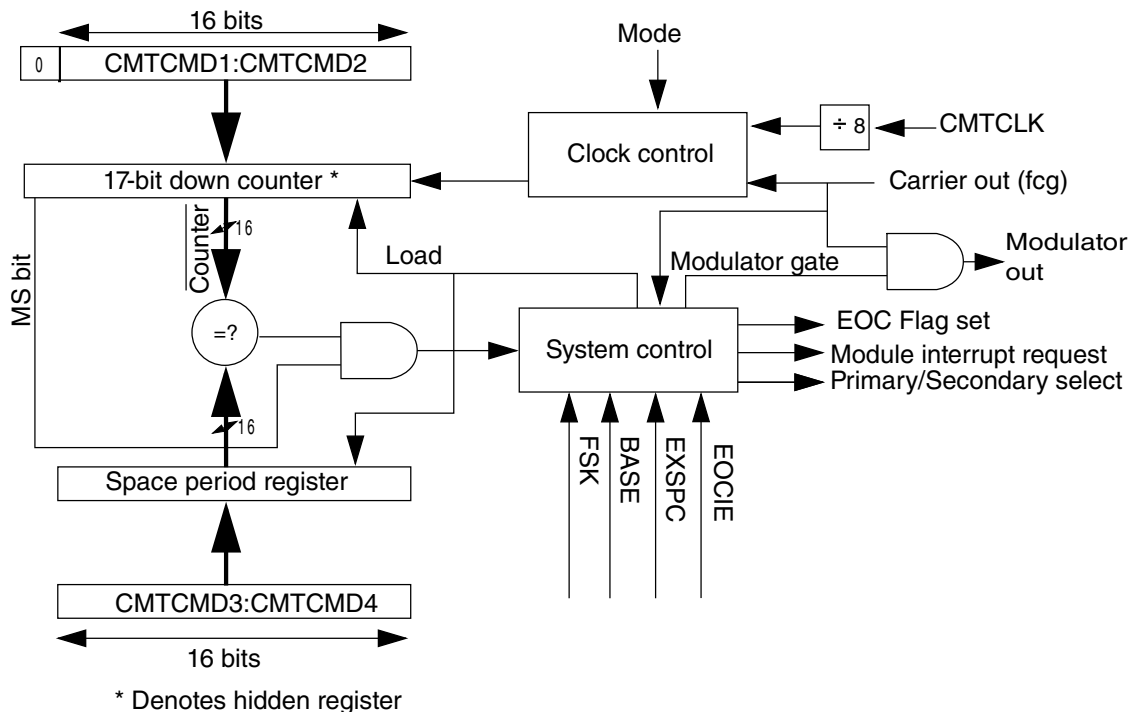 16 bits
Mode
0
CMTCMD1:CMTCMD2
÷ 8
CMTCLK
Clock control
17-bit down counter *
Carrier out (fcg)
Counter
16
MS bit
Load
Modulator gate
Modulator
out
=?
System control
EOC Flag set
Module interrupt request
Primary/Secondary select
16
FSK
BASE
EXSPC
EOCIE
Space period register
CMTCMD3:CMTCMD4
16 bits
* Denotes hidden register